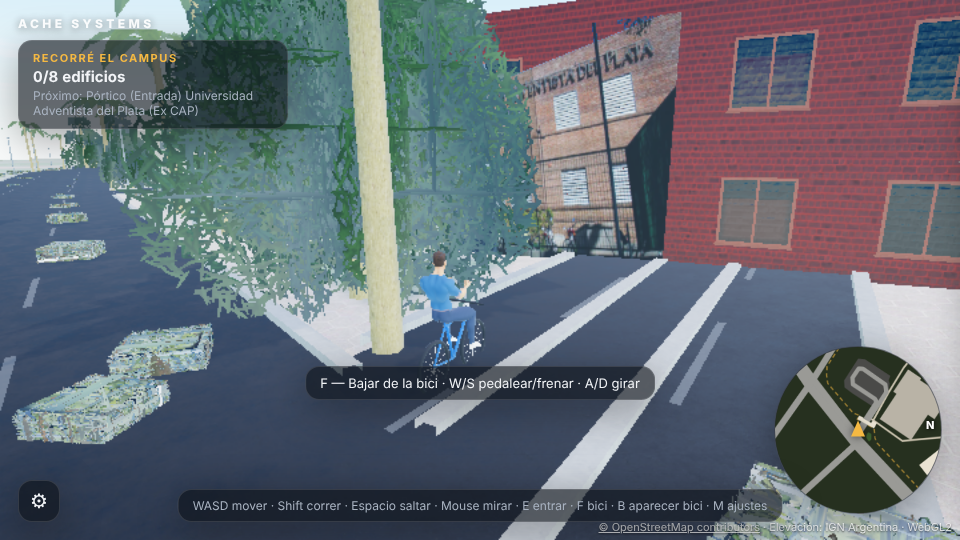 ACHE SYSTEMS
RECORRÉ EL CAMPUS
0/8 edificios
Próximo: Pórtico (Entrada) Universidad
Adventista del Plata (Ex CAP)
DEL PLATA
F — Bajar de la bici · W/S pedalear/frenar · A/D girar
N
WASD mover · Shift correr · Espacio saltar · Mouse mirar · E entrar · F bici · B aparecer bici · M ajustes
© OpenStreetMap contributors · Elevación: IGN Argentina · WebGL2